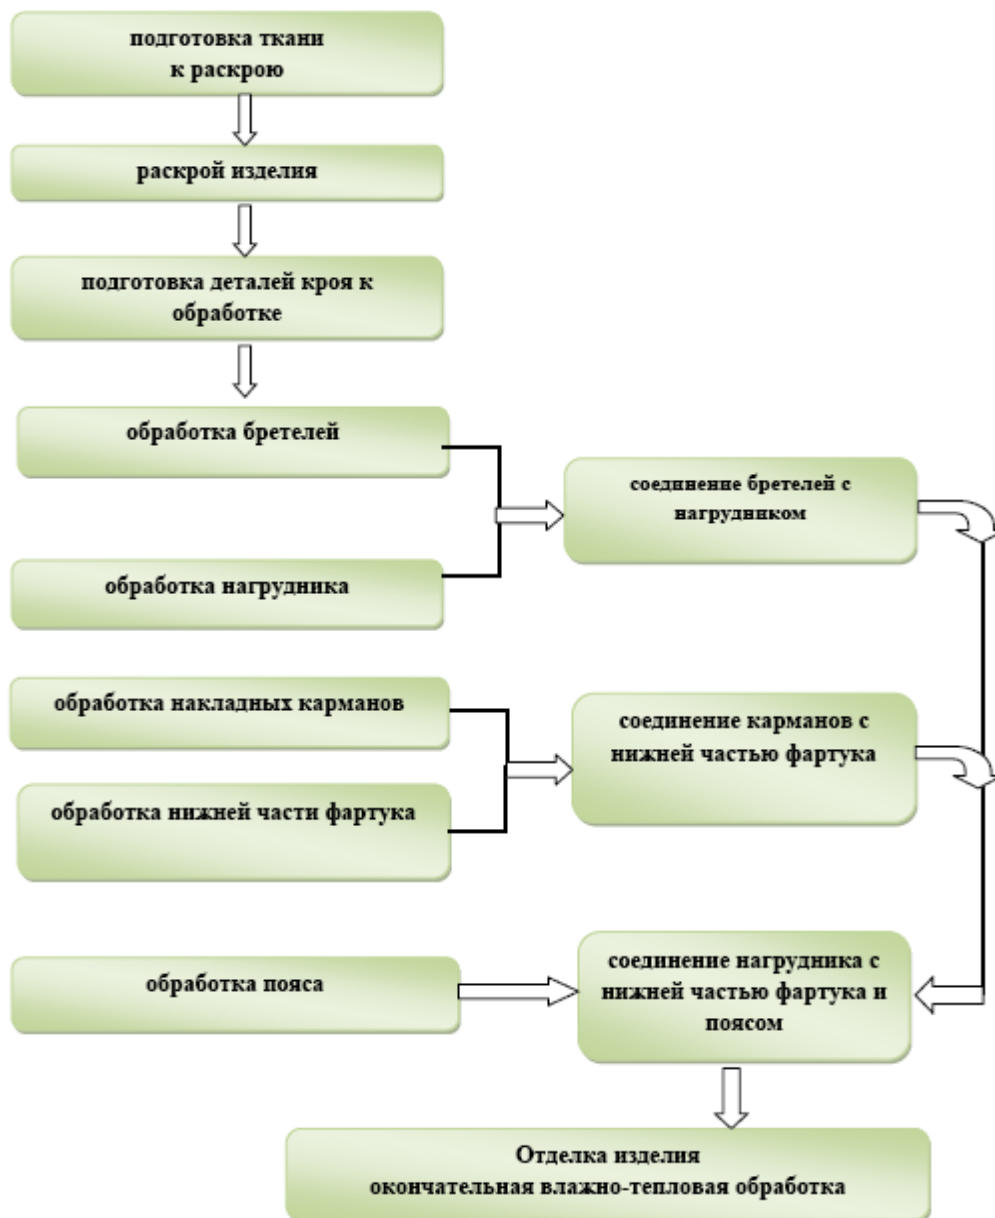 подготовка ткани
к раскрою
раскрой изделия
подготовка деталей кроя к
обработке
обработка бретелей
соединение бретелей с
нагрудником
обработка нагрудника
обработка накладных карманов
соединение карманов с
нижней частью фартука
обработка нижней части фартука
обработка пояса
соединение нагрудника с
нижней частью фартука и
поясом
Отделка изделия
окончательная влажно-тепловая обработка